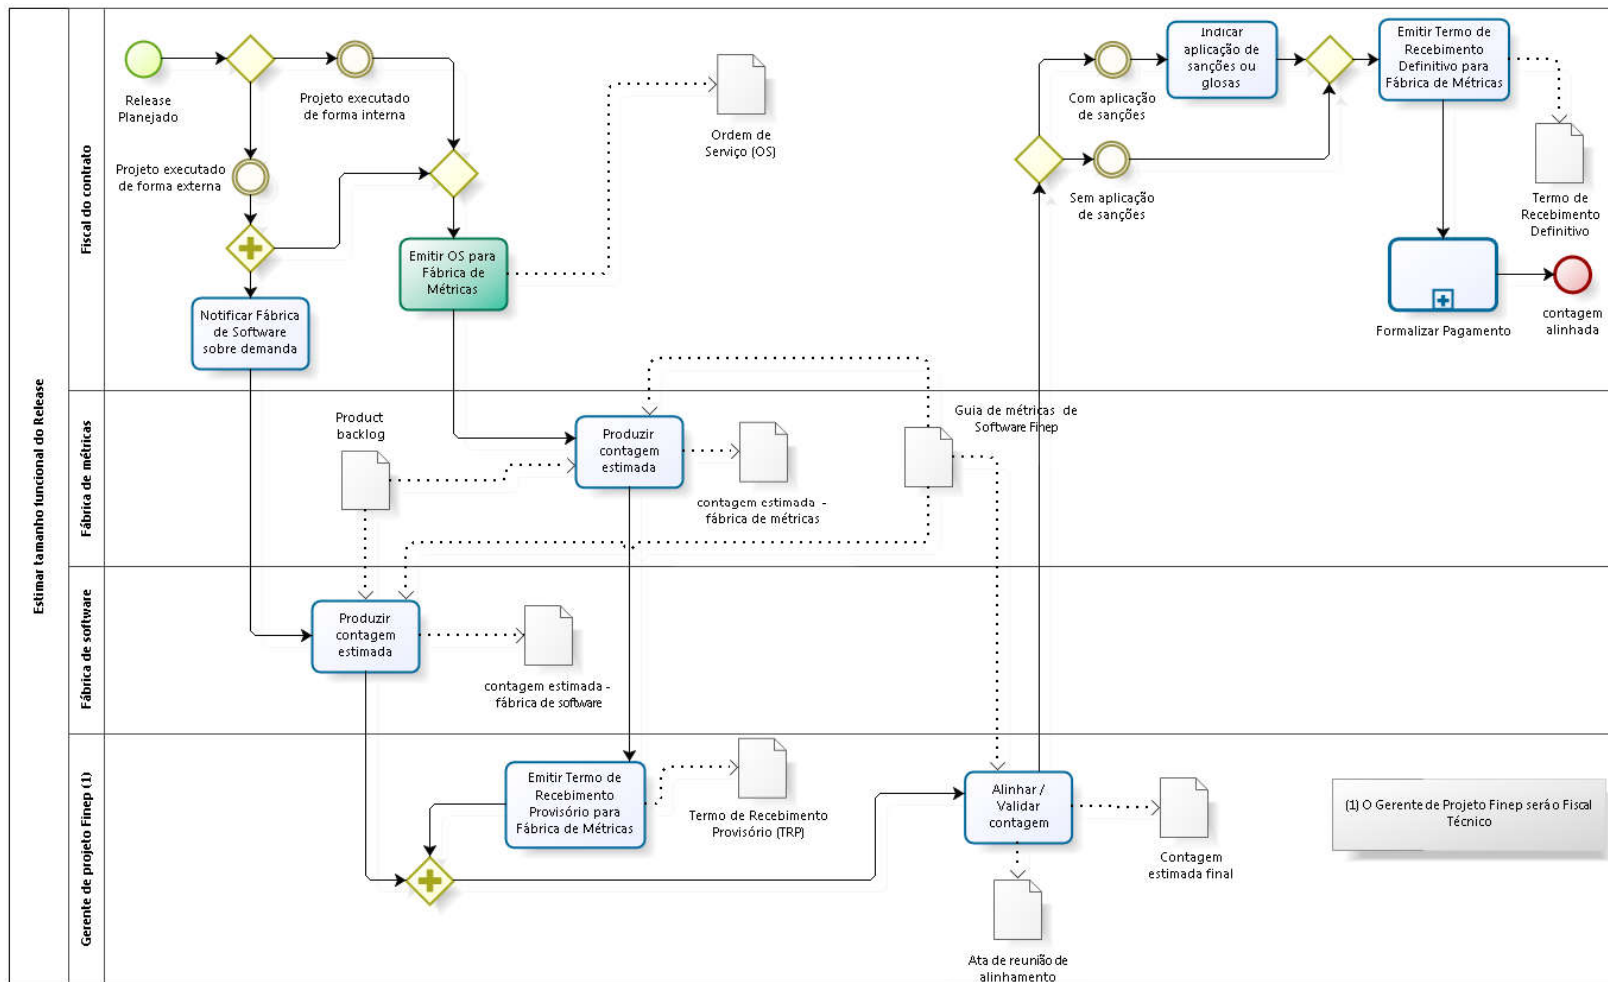 Estimar tamanho funcional do Release
Fiscal do contrato
Release
Planejado
Projeto executado
de forma interna
Projeto executado
de forma externa
Notificar Fábrica
de Software
sobre demanda
Emitir OS para
Fábrica de
Métricas
Ordem de
Serviço (OS)
Com aplicação
de sanções
Sem aplicação
de sanções
Indicar
aplicação de
sanções ou
glosas
Emitir Termo de
Recebimento
Definitivo para
Fábrica de Métricas
Termo de
Recebimento
Definitivo
Formalizar Pagamento
contagem
alinhada
Fábrica de métricas
Product
backlog
Produzir
contagem
estimada
contagem estimada -
fábrica de métricas
Guia de métricas de
Software Finep
Fábrica de software
Produzir
contagem
estimada
contagem estimada -
fábrica de software
Gerente de projeto Finep (1)
Emitir Termo de
Recebimento
Provisório para
Fábrica de Métricas
Termo de Recebimento
Provisório (TRP)
Alinhar /
Validar
contagem
Contagem
estimada final
Ata de reunião de
alinhamento
(1) O Gerente de Projeto Finep será o Fiscal
Técnico